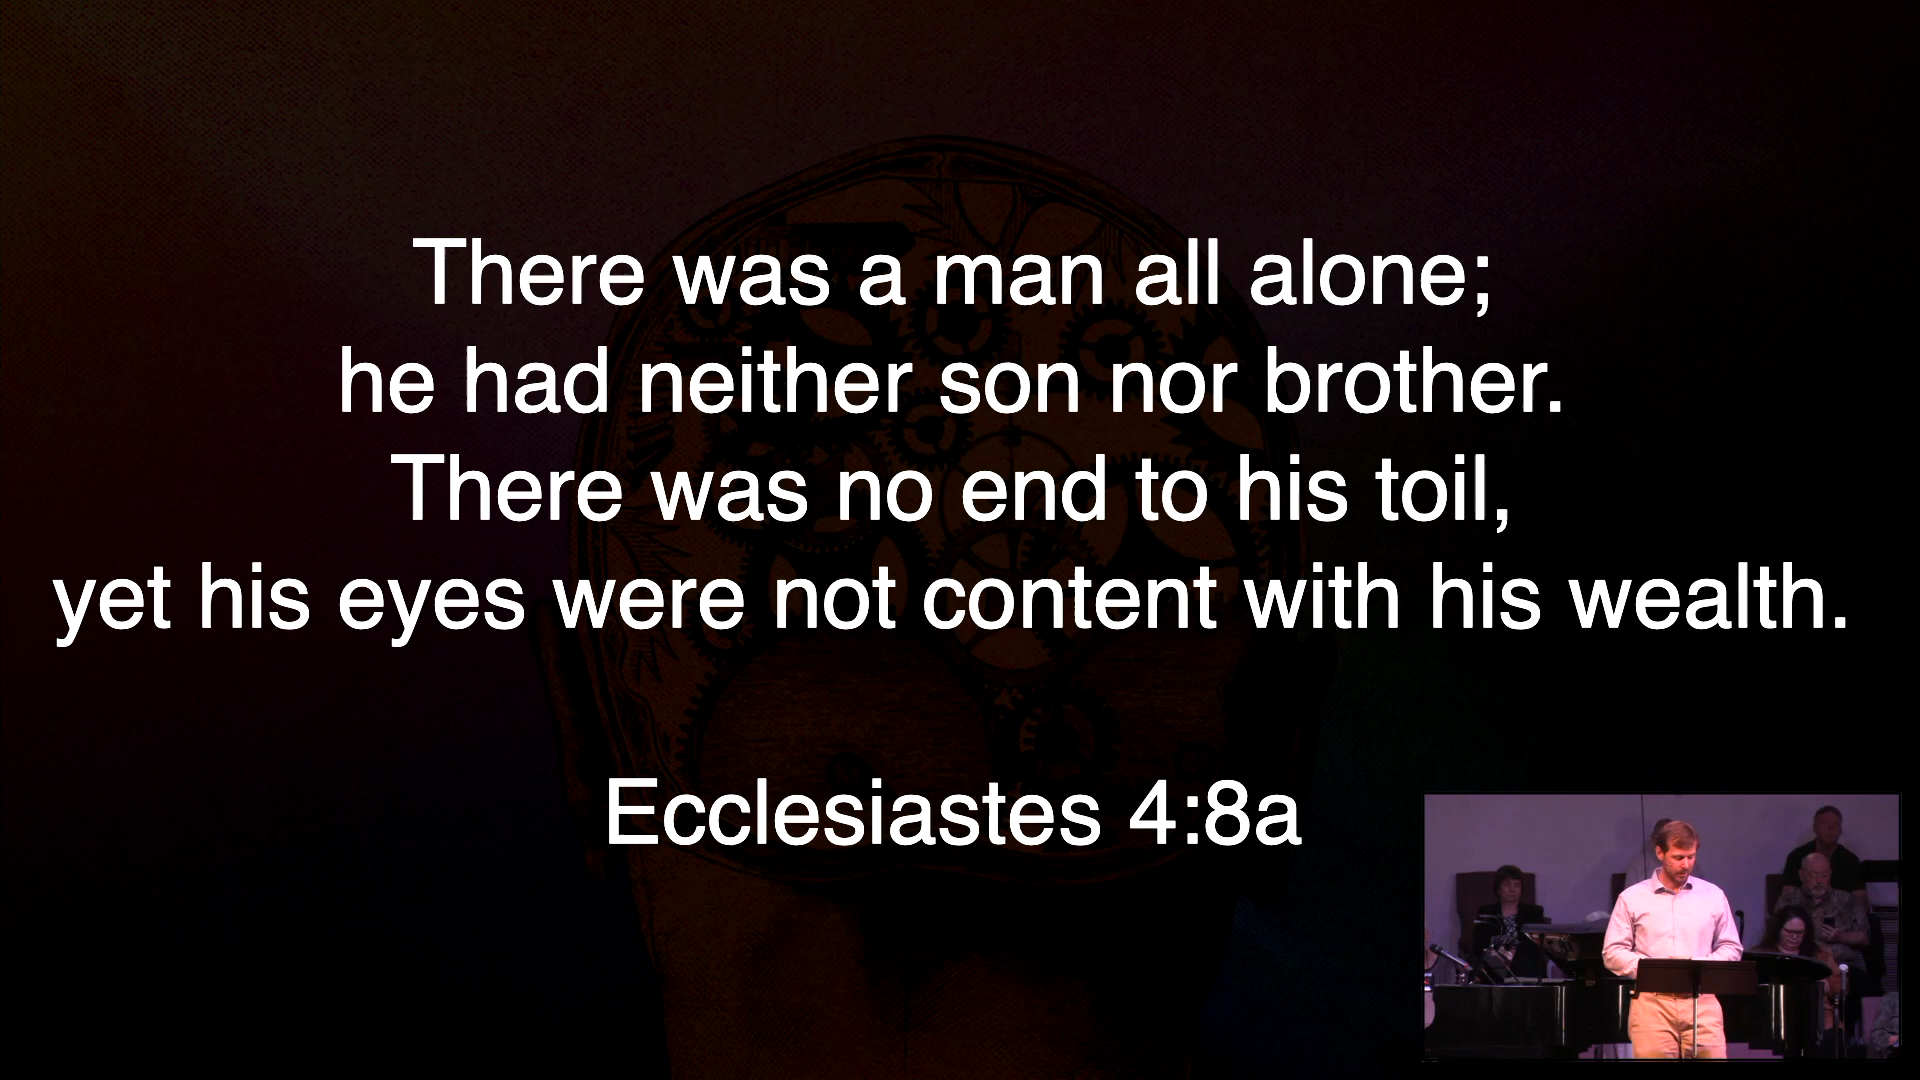 There was a man all alone;
he had neither son nor brother.
There was no end to his toil,
yet his eyes were not content with his wealth.
Ecclesiastes 4:8a